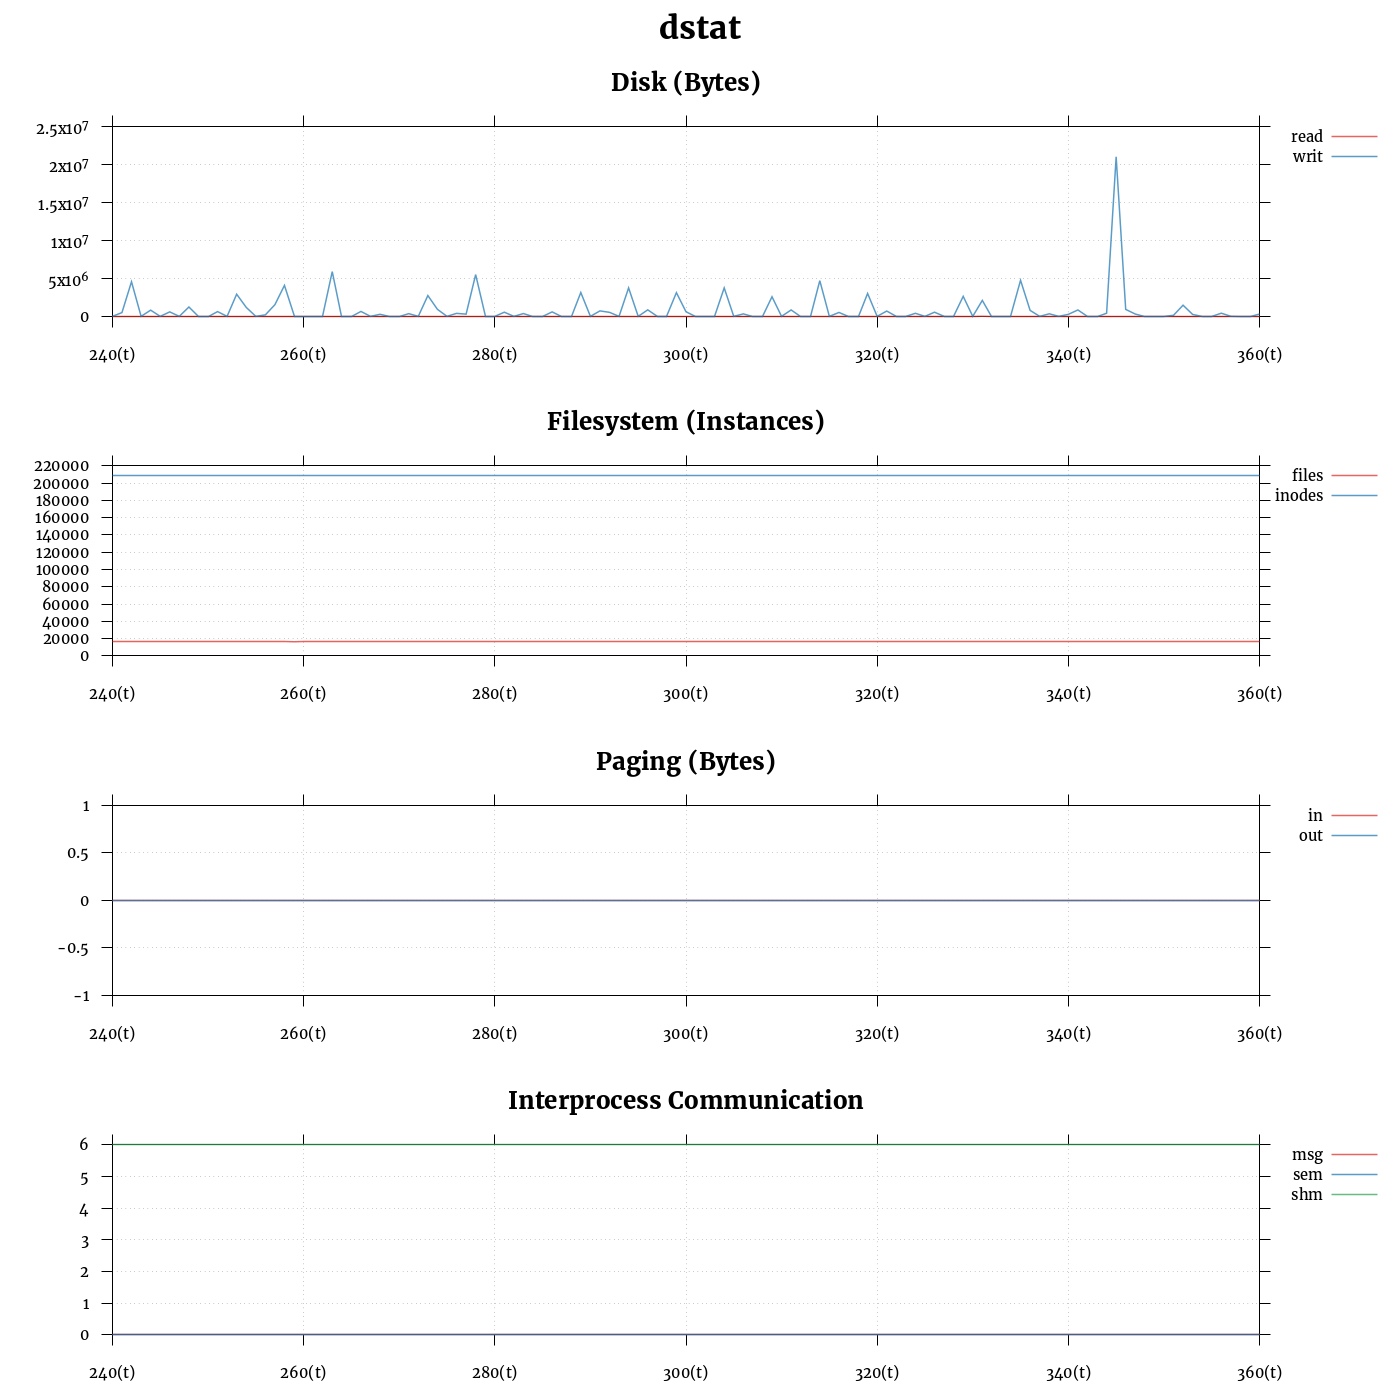 dstat
Disk (Bytes)
2.5x10⁷
2x10⁷
1.5x10⁷
1x10⁷
5x10⁶
0
read
writ
240(t) 260(t) 280(t) 300(t) 320(t) 340(t) 360(t)
Filesystem (Instances)
220000
200000
180000
160000
140000
120000
100000
80000
60000
40000
20000
0
files
inodes
240(t) 260(t) 280(t) 300(t) 320(t) 340(t) 360(t)
Paging (Bytes)
1
0.5
0
-0.5
-1
in
out
240(t) 260(t) 280(t) 300(t) 320(t) 340(t) 360(t)
Interprocess Communication
6
5
4
3
2
1
0
msg
sem
shm
240(t) 260(t) 280(t) 300(t) 320(t) 340(t) 360(t)